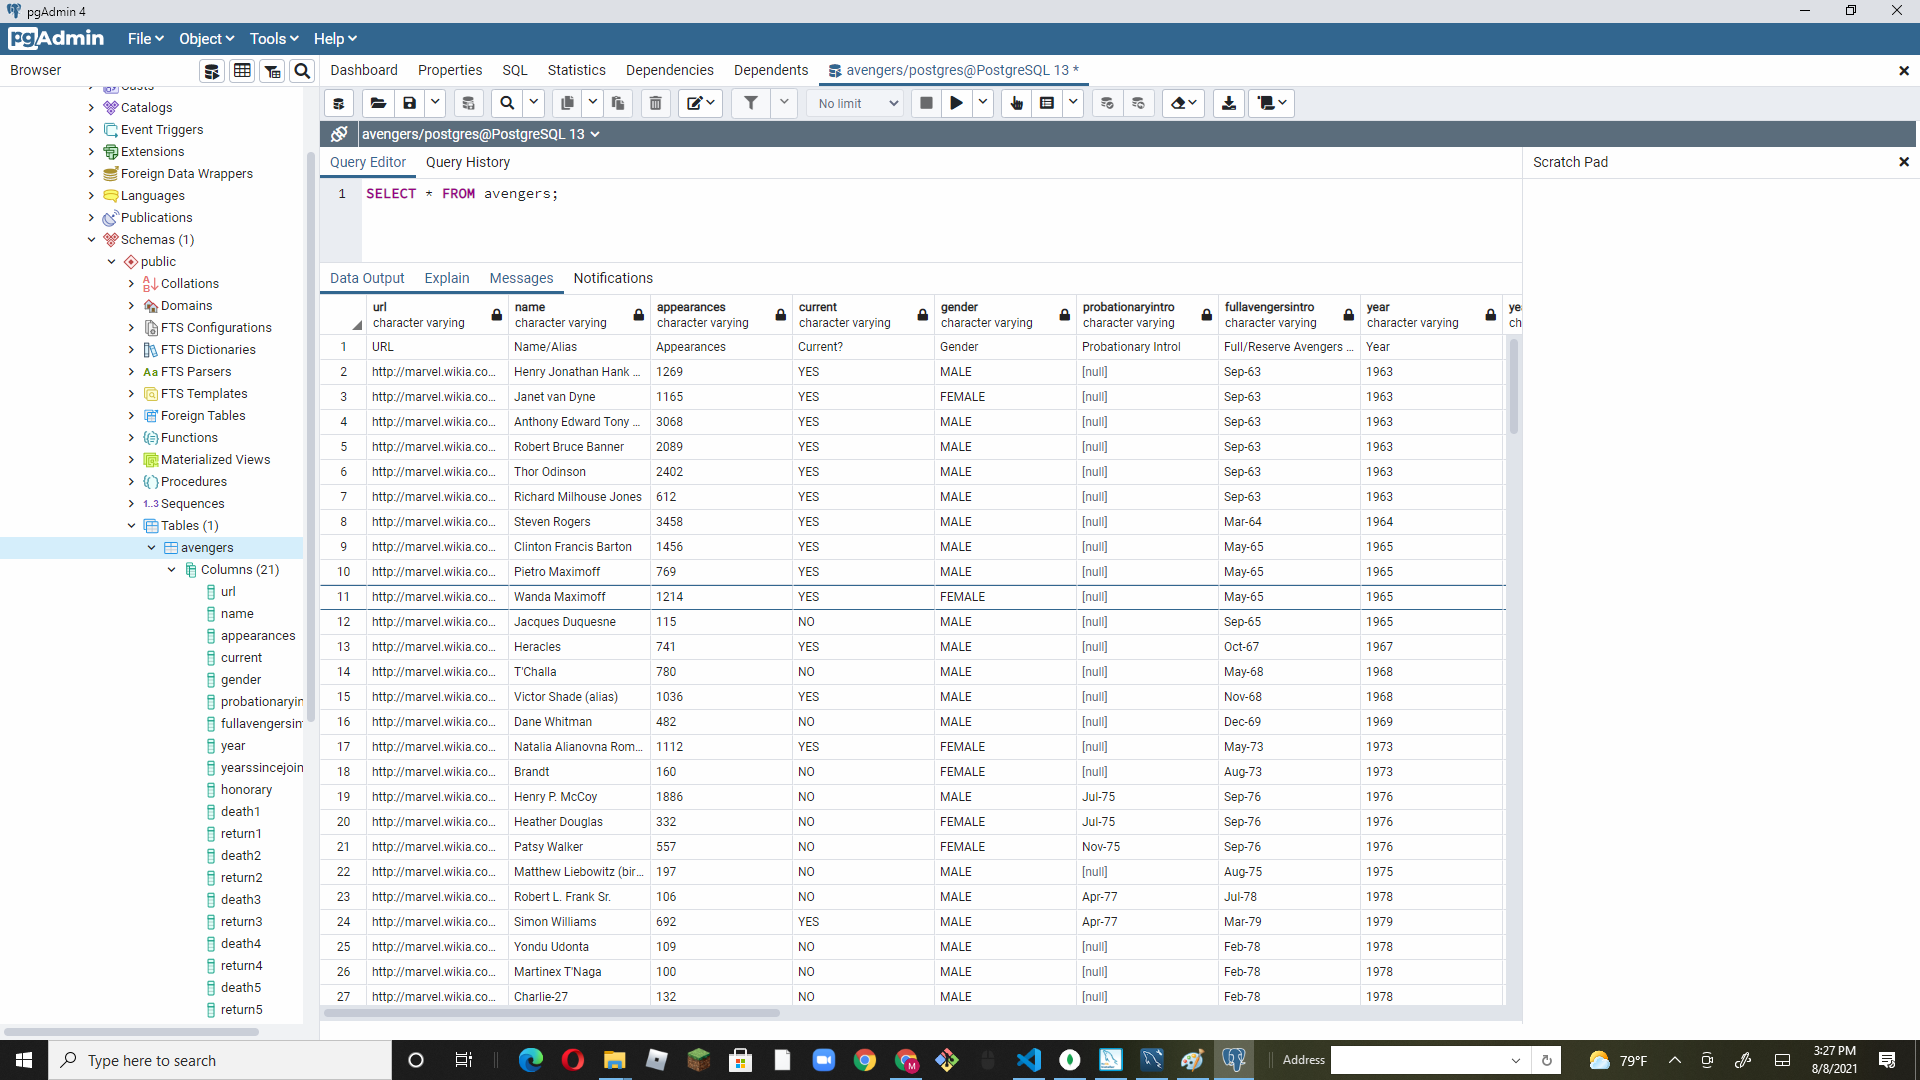 pgAdmin 4
pgAdmin File Object Tools Help
Browser
Dashboard Properties SQL Statistics Dependencies Dependents avengers/postgres@PostgreSQL 13 *
No limit
avengers/postgres@PostgreSQL 13
Query Editor Query History
Scratch Pad
1 SELECT * FROM avengers;
Casts
Catalogs
Event Triggers
Extensions
Foreign Data Wrappers
Languages
Publications
Schemas (1)
public
Collations
Domains
FTS Configurations
FTS Dictionaries
Aa FTS Parsers
FTS Templates
Foreign Tables
Functions
Materialized Views
Procedures
1..3 Sequences
Tables (1)
avengers
Columns (21)
url
name
appearances
current
gender
probationaryin
fullavengersin
year
yearssincejoin
honorary
death1
return1
death2
return2
death3
return3
death4
return4
death5
return5
Data Output Explain Messages Notifications
url name appearances current gender probationaryintro fullavengersintro year ye
character varying character varying character varying character varying character varying character varying character varying character varying ch
1 URL Name/Alias Appearances Current? Gender Probationary Introl Full/Reserve Avengers ... Year
2 http://marvel.wikia.co... Henry Jonathan Hank ... 1269 YES MALE [null] Sep-63 1963
3 http://marvel.wikia.co... Janet van Dyne 1165 YES FEMALE [null] Sep-63 1963
4 http://marvel.wikia.co... Anthony Edward Tony ... 3068 YES MALE [null] Sep-63 1963
5 http://marvel.wikia.co... Robert Bruce Banner 2089 YES MALE [null] Sep-63 1963
6 http://marvel.wikia.co... Thor Odinson 2402 YES MALE [null] Sep-63 1963
7 http://marvel.wikia.co... Richard Milhouse Jones 612 YES MALE [null] Sep-63 1963
8 http://marvel.wikia.co... Steven Rogers 3458 YES MALE [null] Mar-64 1964
9 http://marvel.wikia.co... Clinton Francis Barton 1456 YES MALE [null] May-65 1965
10 http://marvel.wikia.co... Pietro Maximoff 769 YES MALE [null] May-65 1965
11 http://marvel.wikia.co... Wanda Maximoff 1214 YES FEMALE [null] May-65 1965
12 http://marvel.wikia.co... Jacques Duquesne 115 NO MALE [null] Sep-65 1965
13 http://marvel.wikia.co... Heracles 741 YES MALE [null] Oct-67 1967
14 http://marvel.wikia.co... T'Challa 780 NO MALE [null] May-68 1968
15 http://marvel.wikia.co... Victor Shade (alias) 1036 YES MALE [null] Nov-68 1968
16 http://marvel.wikia.co... Dane Whitman 482 NO MALE [null] Dec-69 1969
17 http://marvel.wikia.co... Natalia Alianovna Rom... 1112 YES FEMALE [null] May-73 1973
18 http://marvel.wikia.co... Brandt 160 NO FEMALE [null] Aug-73 1973
19 http://marvel.wikia.co... Henry P. McCoy 1886 NO MALE Jul-75 Sep-76 1976
20 http://marvel.wikia.co... Heather Douglas 332 NO FEMALE Jul-75 Sep-76 1976
21 http://marvel.wikia.co... Patsy Walker 557 NO FEMALE Nov-75 Sep-76 1976
22 http://marvel.wikia.co... Matthew Liebowitz (bir... 197 NO MALE [null] Aug-75 1975
23 http://marvel.wikia.co... Robert L. Frank Sr. 106 NO MALE Apr-77 Jul-78 1978
24 http://marvel.wikia.co... Simon Williams 692 YES MALE Apr-77 Mar-79 1979
25 http://marvel.wikia.co... Yondu Udonta 109 NO MALE [null] Feb-78 1978
26 http://marvel.wikia.co... Martinex T'Naga 100 NO MALE [null] Feb-78 1978
27 http://marvel.wikia.co... Charlie-27 132 NO MALE [null] Feb-78 1978
Type here to search
Address
79°F
3:27 PM
8/8/2021